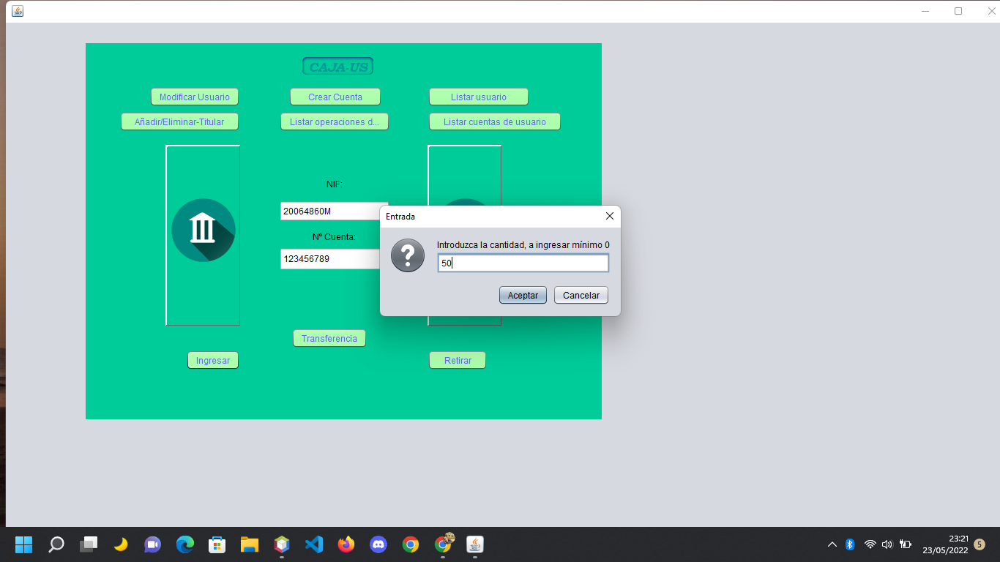 CAJA-US
Modificar Usuario
Crear Cuenta
Listar usuario
Añadir/Eliminar-Titular
Listar operaciones d...
Listar cuentas de usuario
NIF:
20064860M
Nº Cuenta:
123456789
Entrada
Introduzca la cantidad, a ingresar mínimo 0
50
Aceptar
Cancelar
Transferencia
Ingresar
Retirar
23:21
23/05/2022
5